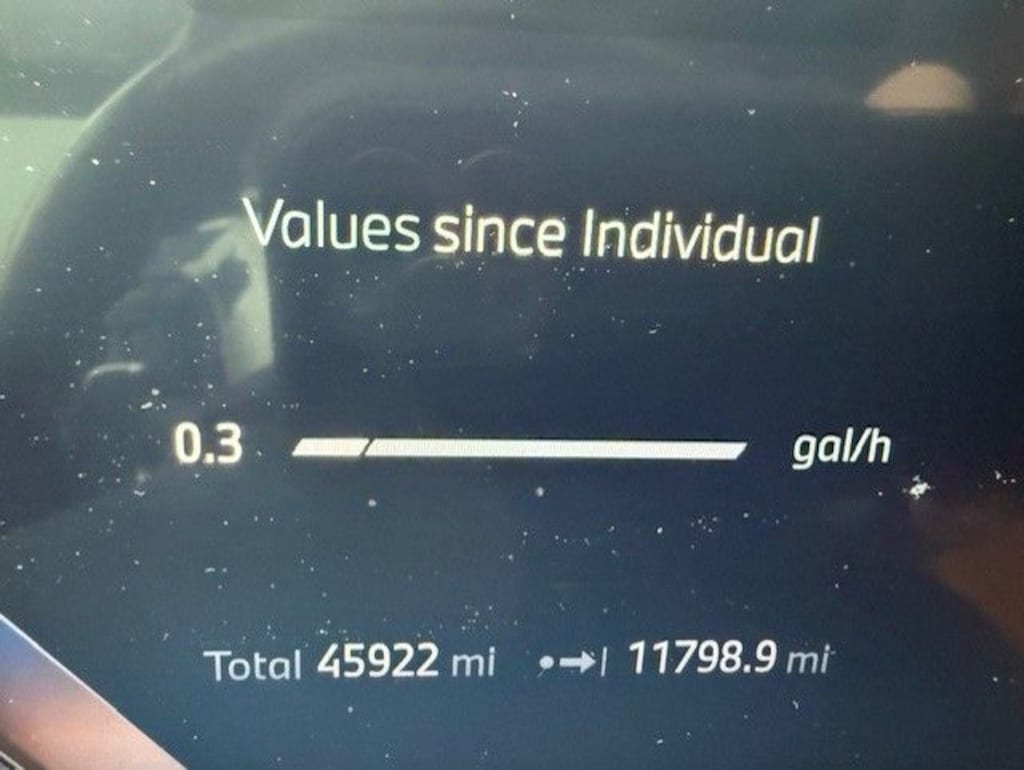 Values since Individual
0.3 gal/h
Total 45922 mi 11798.9 mi